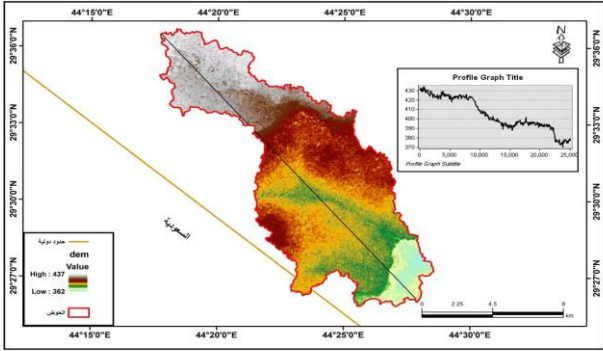 44°15'0"E 44°20'0"E 44°25'0"E 44°30'0"E
29°36'0"N
29°33'0"N
29°30'0"N
29°27'0"N
N
Profile Graph Title
430
420
410
400
390
380
370
0 5,000 10,000 15,000 20,000 25,000
Profile Graph Subtitle
السعودية
حدود دولية
dem
Value
High : 437
Low : 362
الحوض
0 2.25 4.5 9
km
29°36'0"N
29°33'0"N
29°30'0"N
29°27'0"N
44°15'0"E 44°20'0"E 44°25'0"E 44°30'0"E